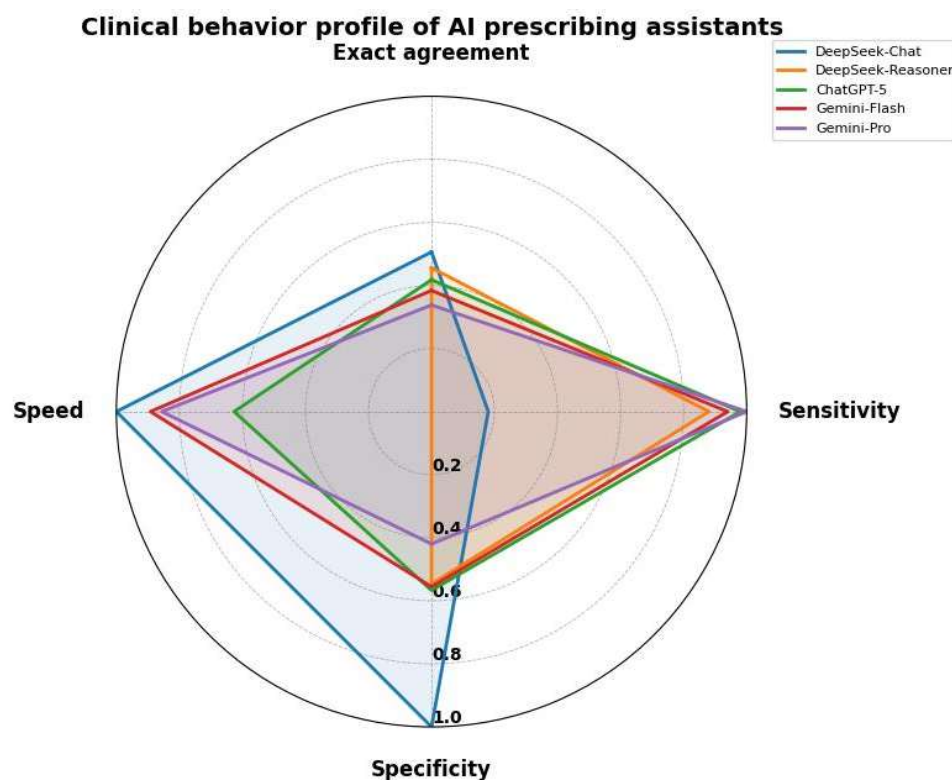 Clinical behavior profile of AI prescribing assistants
Exact agreement
DeepSeek-Chat
DeepSeek-Reasoner
ChatGPT-5
Gemini-Flash
Gemini-Pro
Speed
Sensitivity
0.2
0.4
0.6
0.8
1.0
Specificity